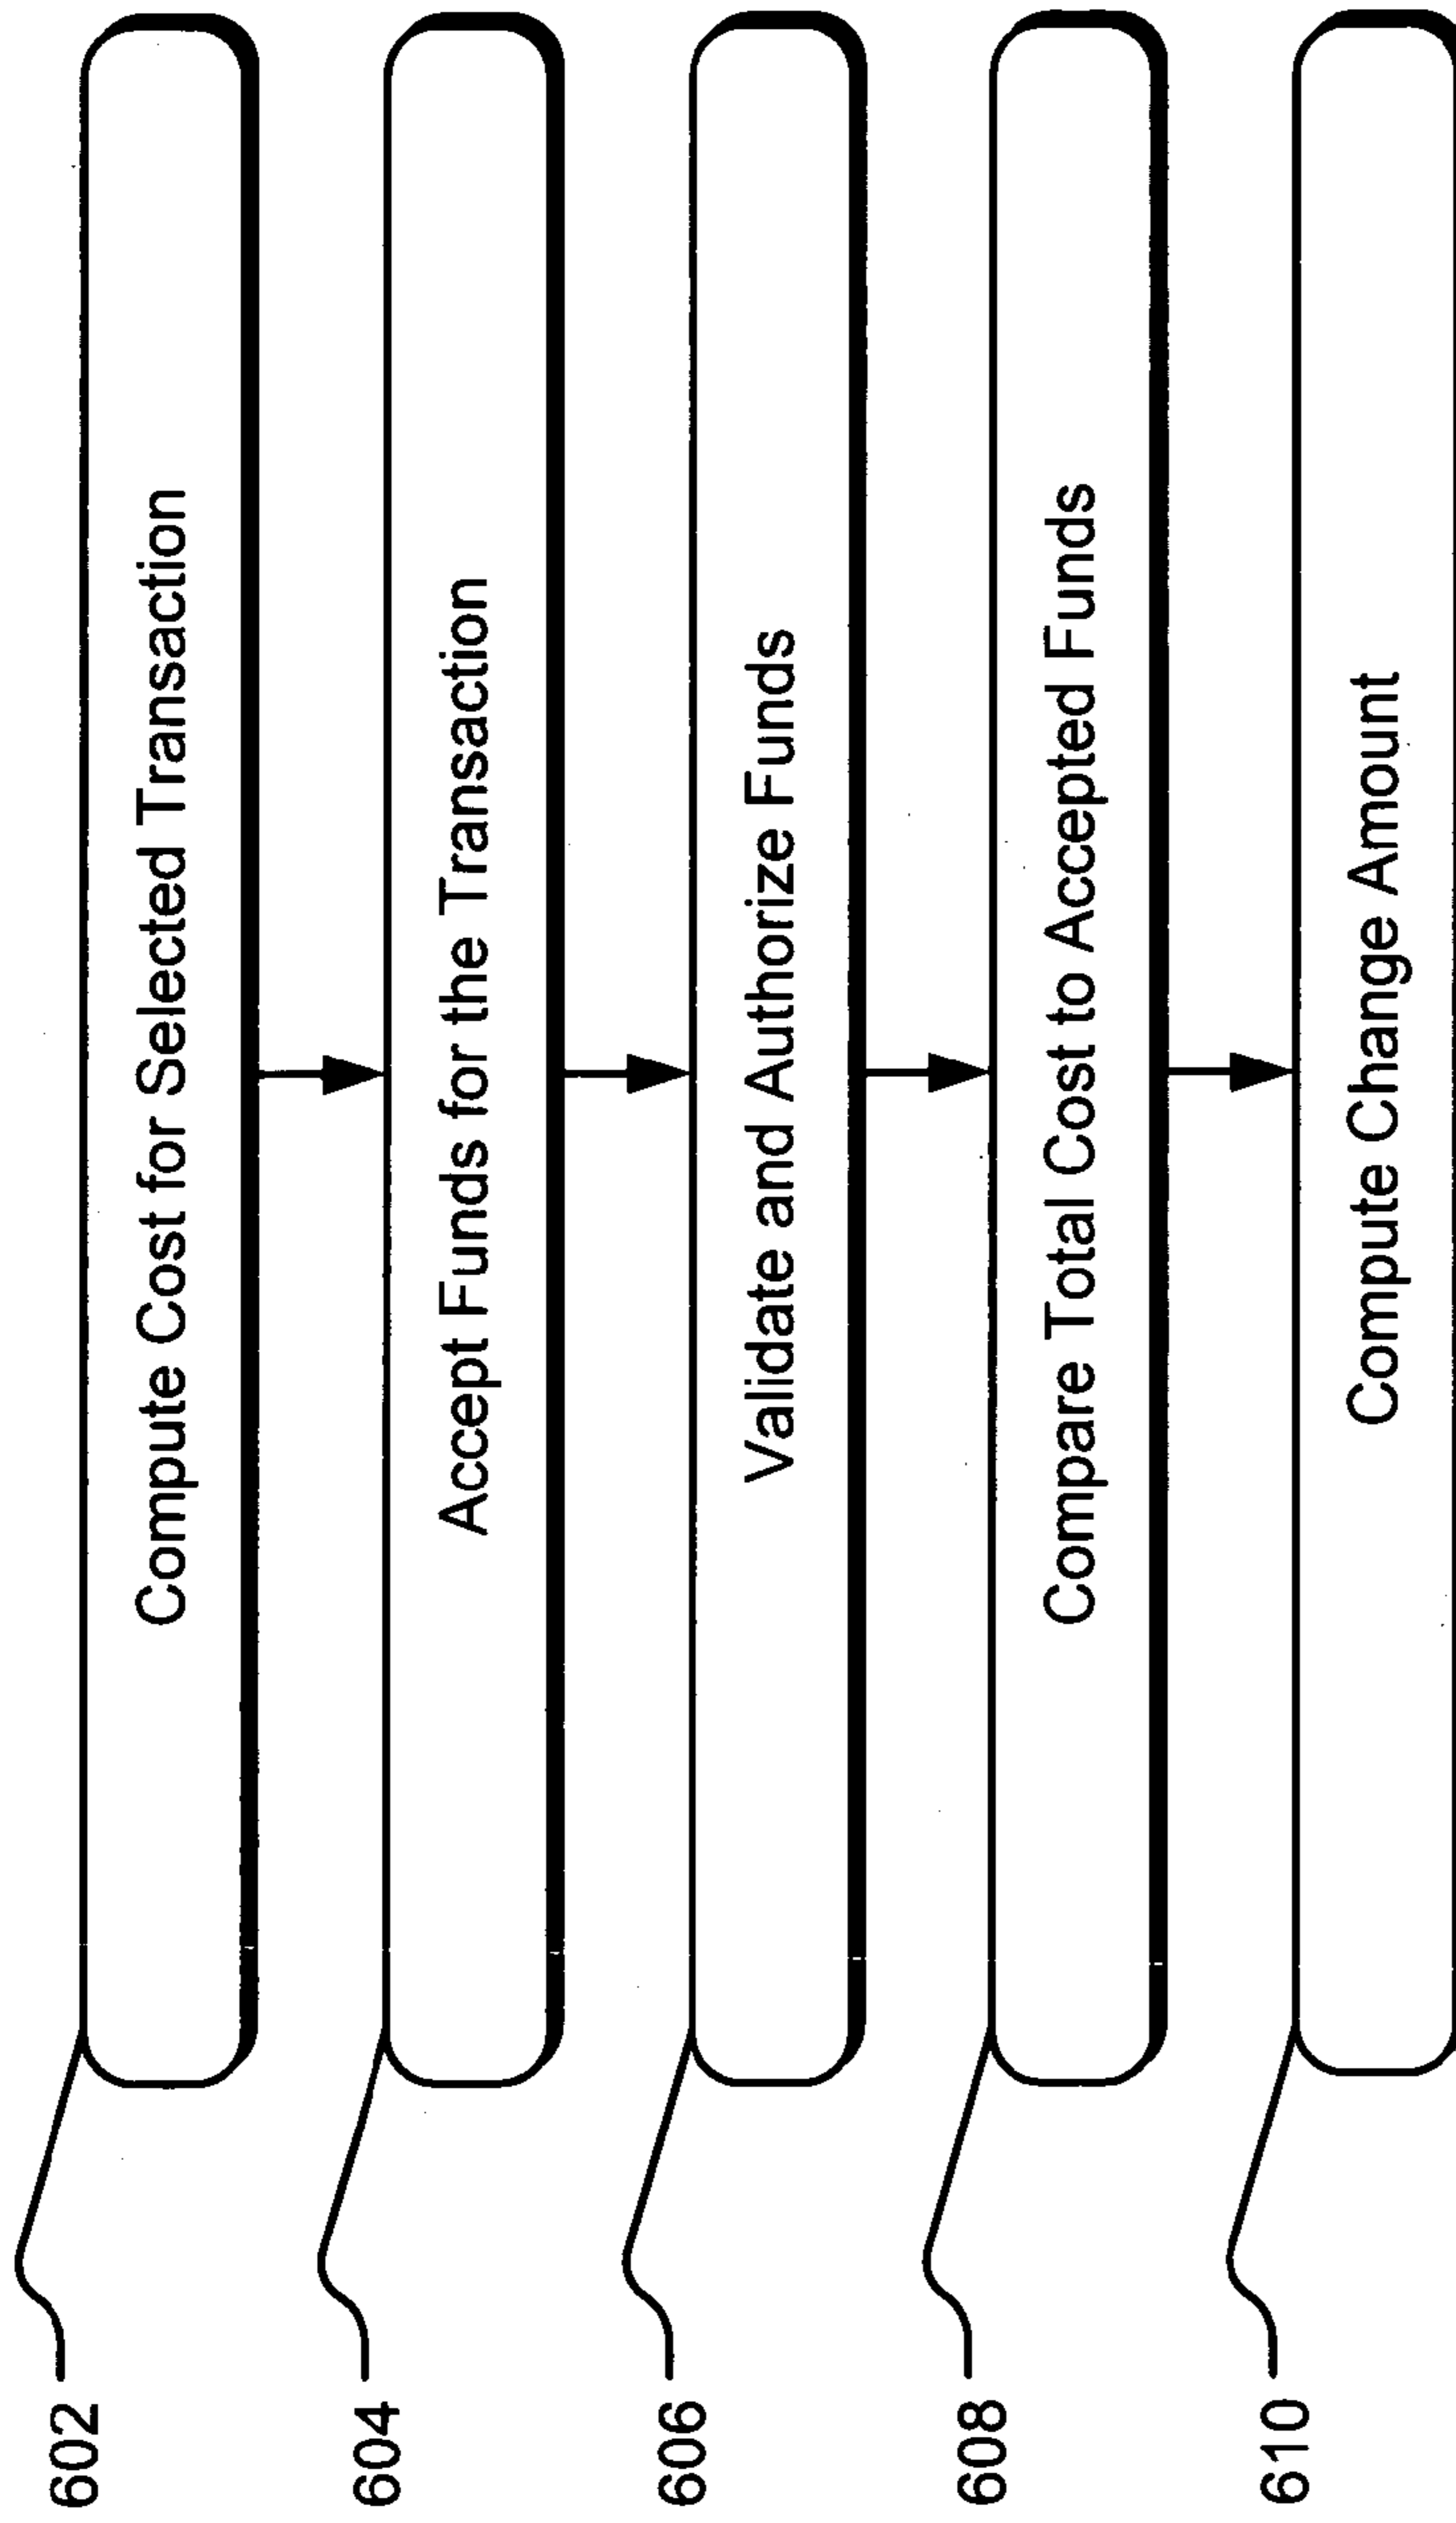 602
Compute Cost for Selected Transaction
604
Accept Funds for the Transaction
606
Validate and Authorize Funds
608
Compare Total Cost to Accepted Funds
610
Compute Change Amount